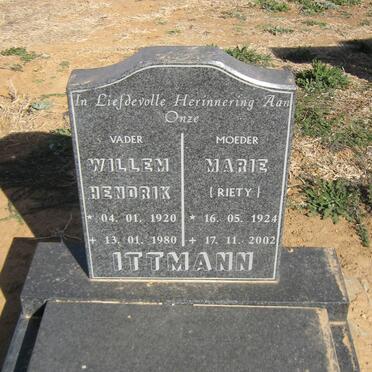 In Liefdevolle Herinnering Aan
Onze
VADER
WILLEM
HENDRIK
* 04. 01. 1920
+ 13. 01. 1980
MOEDER
MARIE
(RIETY)
* 16. 05. 1924
+ 17. 11. 2002
ITTMANN